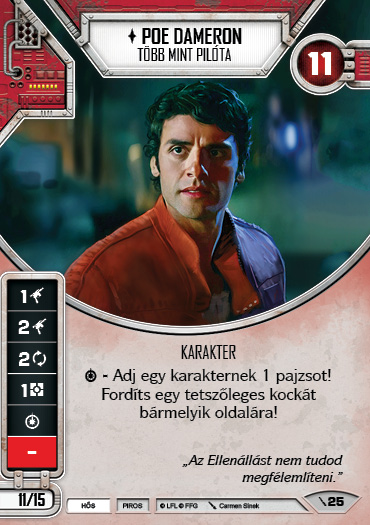 POE DAMERON
TÖBB MINT PILÓTA
11
1
2
2
1
-
KARAKTER
- Adj egy karakternek 1 pajzsot!
Fordíts egy tetszőleges kockát
bármelyik oldalára!
„Az Ellenállást nem tudod
megfélemlíteni.”
11/15
HŐS
PIROS
© LFL © FFG
Carmen Sinek
25